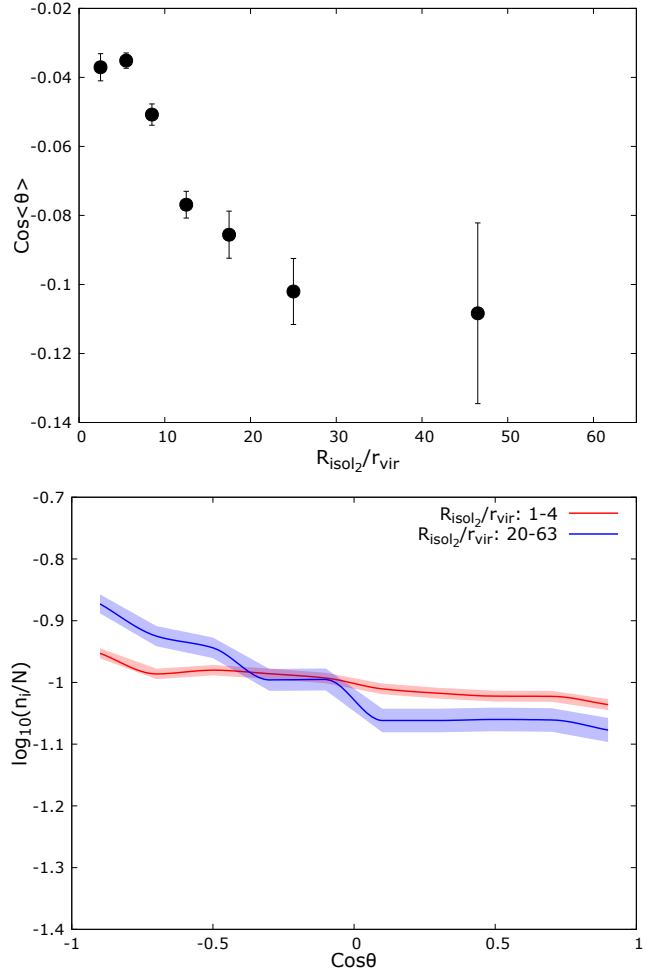 -0.02
-0.04
-0.06
-0.08
-0.1
-0.12
-0.14
Cos<θ>
0 10 20 30 40 50 60
R_isol₂/r_vir
-0.7
-0.8
-0.9
-1
-1.1
-1.2
-1.3
-1.4
log₁₀(nᵢ/N)
R_isol₂/r_vir: 1-4
R_isol₂/r_vir: 20-63
-1 -0.5 0 0.5 1
Cosθ